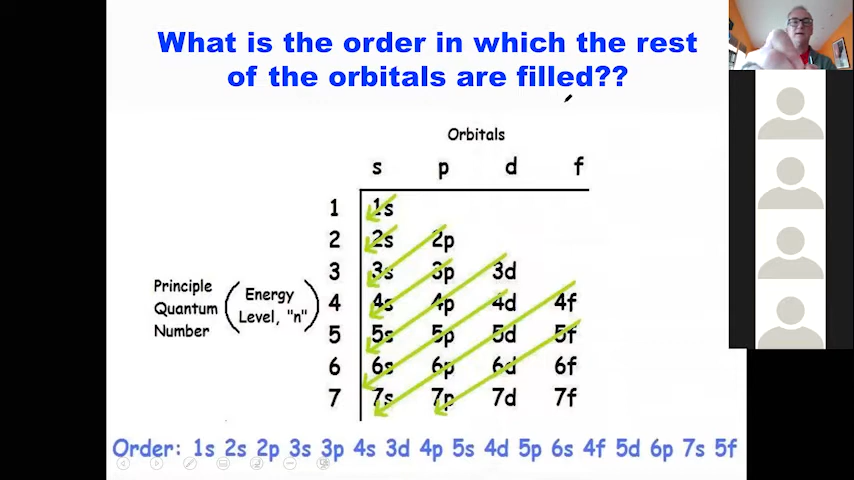 What is the order in which the rest
of the orbitals are filled??
Orbitals
s p d f
1 1s
2 2s 2p
3 3s 3p 3d
4 4s 4p 4d 4f
5 5s 5p 5d 5f
6 6s 6p 6d 6f
7 7s 7p 7d 7f
Principle
Quantum
Number
(Energy
Level, "n")
Order: 1s 2s 2p 3s 3p 4s 3d 4p 5s 4d 5p 6s 4f 5d 6p 7s 5f